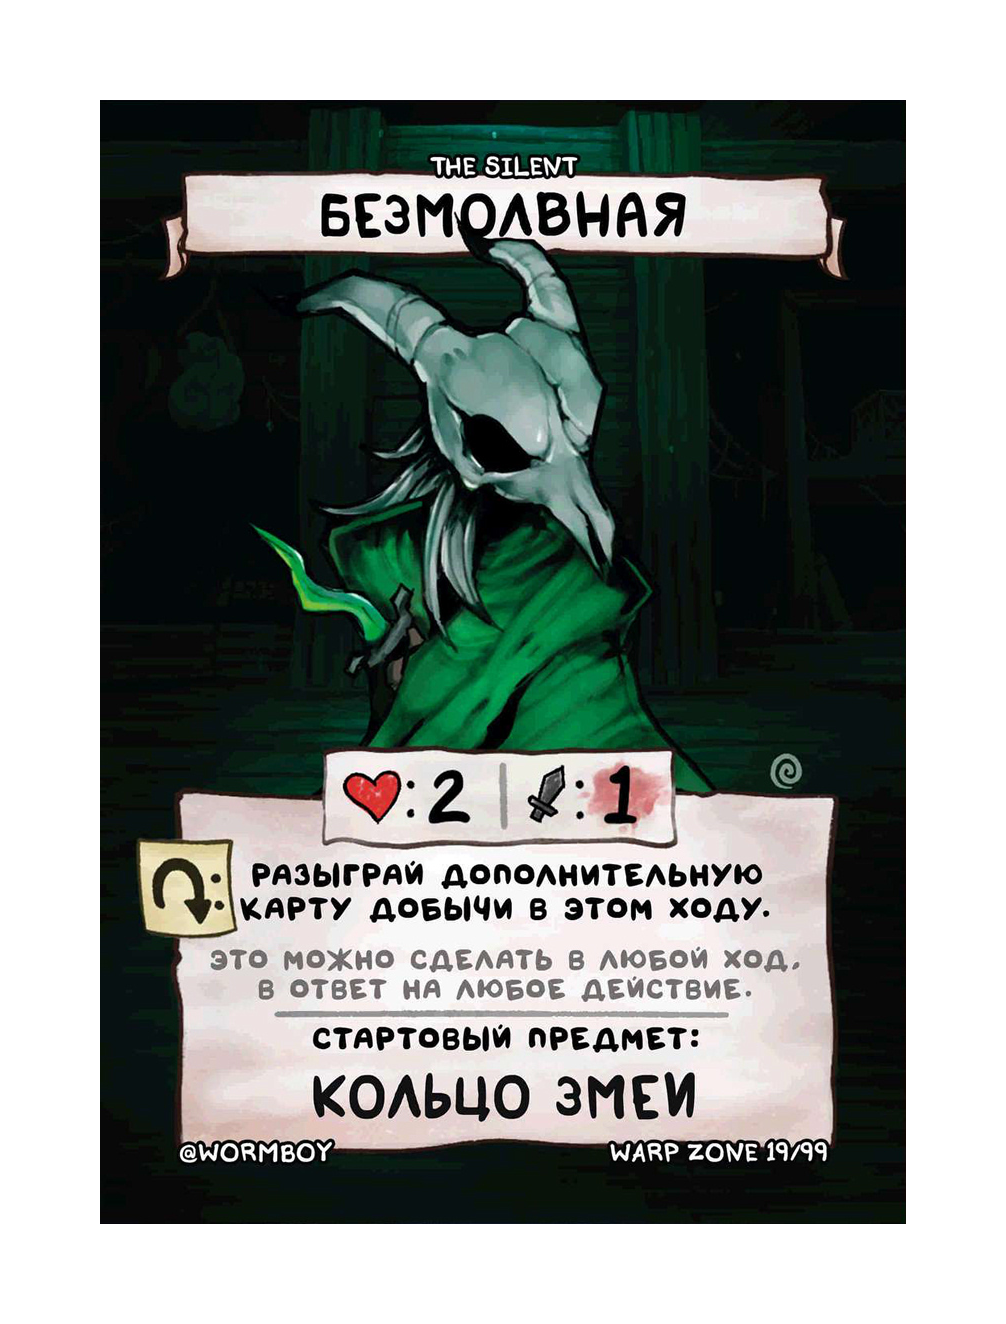 THE SILENT
БЕЗМОЛВНАЯ
2 1
РАЗЫГРАЙ ДОПОЛНИТЕЛЬНУЮ
КАРТУ ДОБЫЧИ В ЭТОМ ХОДУ.
ЭТО МОЖНО СДЕЛАТЬ В ЛЮБОЙ ХОД,
В ОТВЕТ НА ЛЮБОЕ ДЕЙСТВИЕ.
СТАРТОВЫЙ ПРЕДМЕТ:
КОЛЬЦО ЗМЕИ
@WORMBOY WARP ZONE 19/99